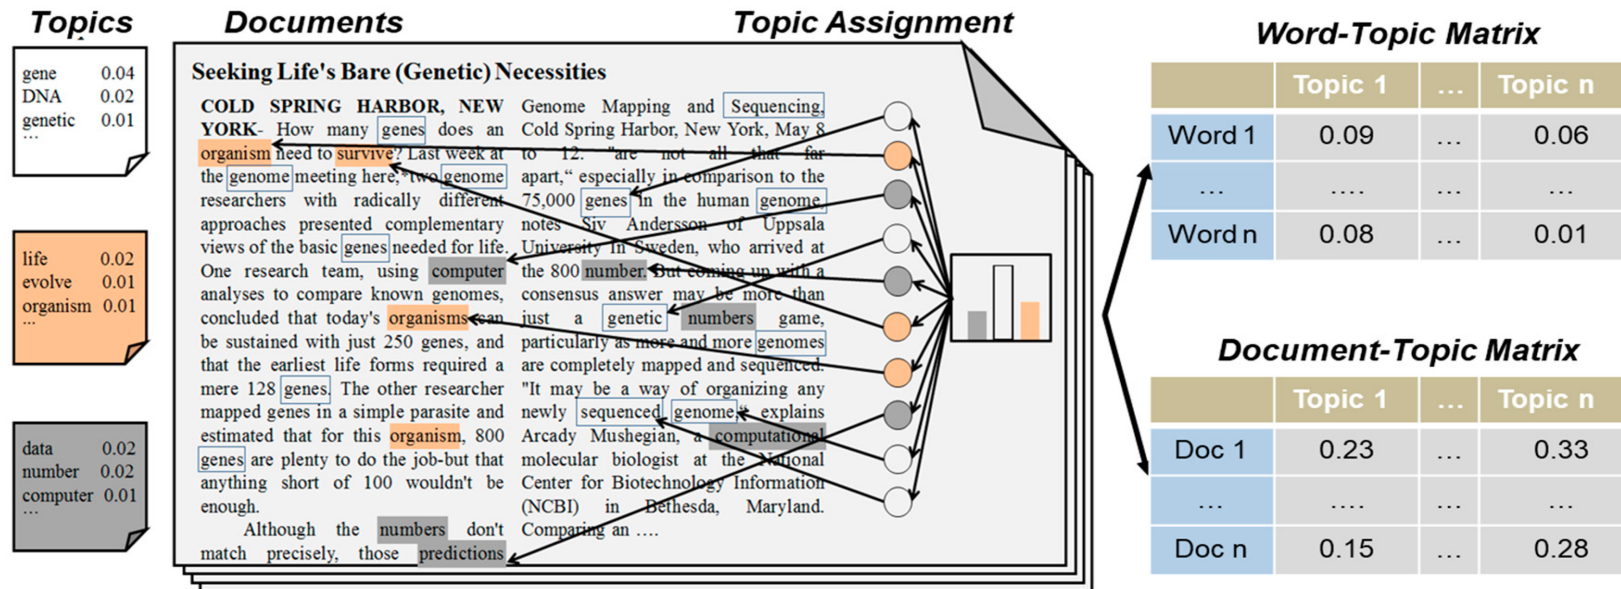 Topics
gene 0.04
DNA 0.02
genetic 0.01
...
life 0.02
evolve 0.01
organism 0.01
...
data 0.02
number 0.02
computer 0.01
...
Documents
Topic Assignment
Seeking Life's Bare (Genetic) Necessities
COLD SPRING HARBOR, NEW
YORK- How many genes does an
organism need to survive? Last week at
the genome meeting here, "two genome
researchers with radically different
approaches presented complementary
views of the basic genes needed for life.
One research team, using computer
analyses to compare known genomes,
concluded that today's organisms can
be sustained with just 250 genes, and
that the earliest life forms required a
mere 128 genes. The other researcher
mapped genes in a simple parasite and
estimated that for this organism, 800
genes are plenty to do the job-but that
anything short of 100 wouldn't be
enough.
Although the numbers don't
match precisely, those predictions
Genome Mapping and Sequencing,
Cold Spring Harbor, New York, May 8
to 12. "are not all that far
apart,“ especially in comparison to the
75,000 genes in the human genome,
notes Siv Andersson of Uppsala
University In Sweden, who arrived at
the 800 number. But coming up with a
consensus answer may be more than
just a genetic numbers game,
particularly as more and more genomes
are completely mapped and sequenced.
"It may be a way of organizing any
newly sequenced genome,“ explains
Arcady Mushegian, a computational
molecular biologist at the National
Center for Biotechnology Information
(NCBI) in Bethesda, Maryland.
Comparing an ....
Word-Topic Matrix
Topic 1 ... Topic n
Word 1 0.09 ... 0.06
... .... ... ...
Word n 0.08 ... 0.01
Document-Topic Matrix
Topic 1 ... Topic n
Doc 1 0.23 ... 0.33
... .... ... ...
Doc n 0.15 ... 0.28